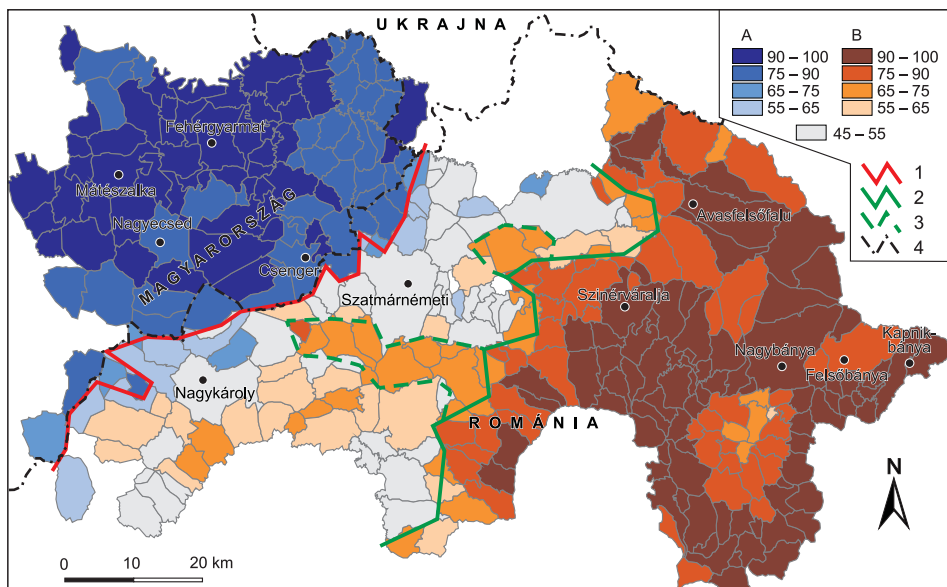 UKRAJNA
A
B
90 – 100
90 – 100
75 – 90
75 – 90
65 – 75
65 – 75
55 – 65
55 – 65
45 – 55
1
2
3
4
Fehérgyarmat
Mátészalka
Nagyecsed
MAGYARORSZÁG
Csenger
Avasfelsőfalu
Szatmárnémeti
Szinérváralja
Kapnik-
bánya
Nagybánya
Felsőbánya
Nagykároly
ROMÁNIA
N
0 10 20 km